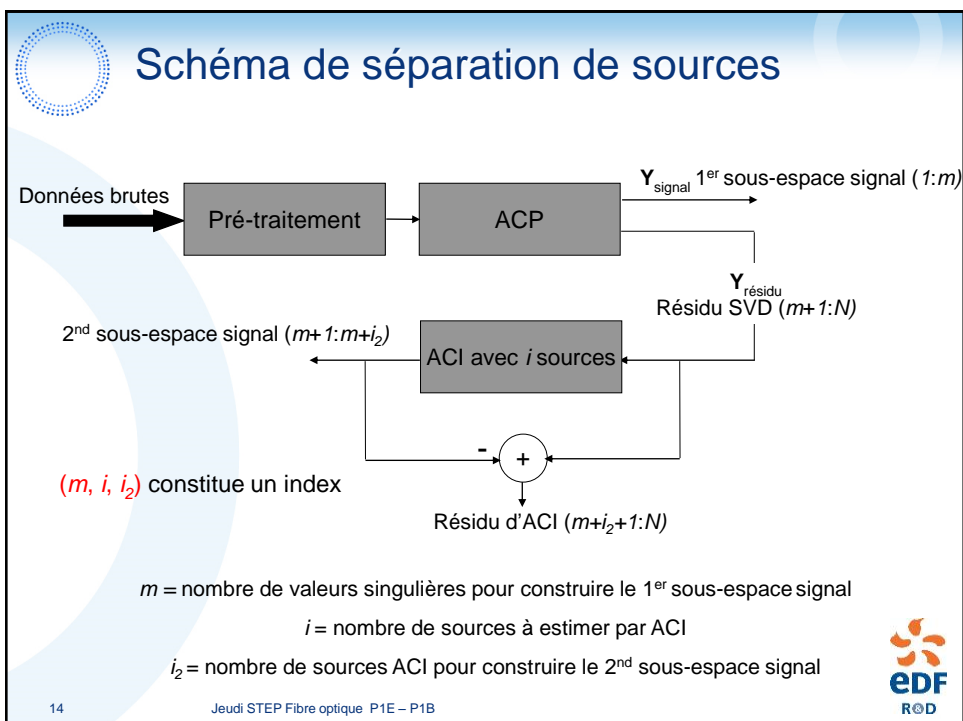 Schéma de séparation de sources
Données brutes
Pré-traitement
ACP
Y_signal 1er sous-espace signal (1:m)
Y_résidu
Résidu SVD (m+1:N)
2nd sous-espace signal (m+1:m+i2)
ACI avec i sources
-
+
(m, i, i2) constitue un index
Résidu d'ACI (m+i2+1:N)
m = nombre de valeurs singulières pour construire le 1er sous-espace signal
i = nombre de sources à estimer par ACI
i2 = nombre de sources ACI pour construire le 2nd sous-espace signal
eDF
R&D
14
Jeudi STEP Fibre optique P1E – P1B